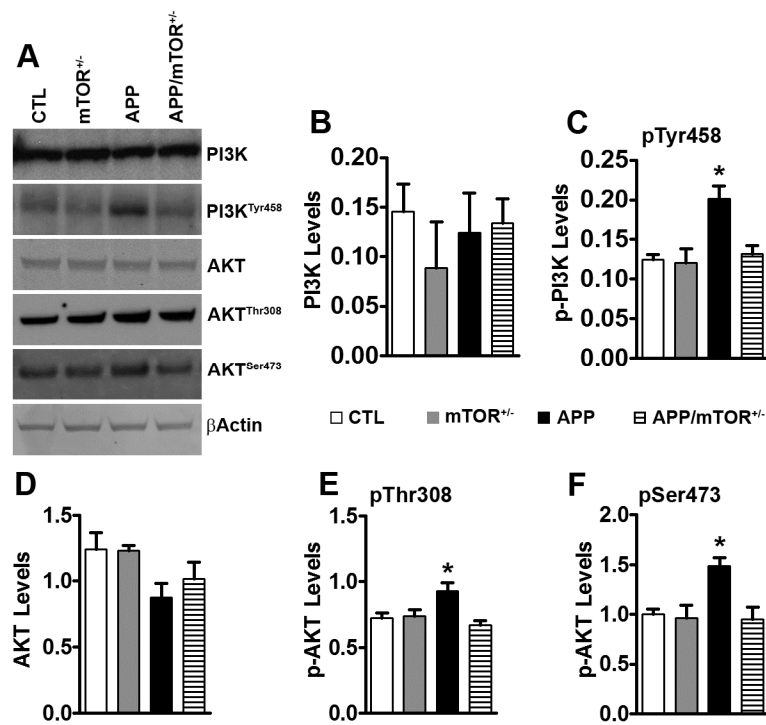 A
CTL
mTOR+/-
APP
APP/mTOR+/-
PI3K
PI3KTyr458
AKT
AKTThr308
AKTSer473
βActin
B
PI3K Levels
0.20
0.15
0.10
0.05
0.00
C
pTyr458
p-PI3K Levels
0.25
0.20
0.15
0.10
0.05
0.00
*
CTL
mTOR+/-
APP
APP/mTOR+/-
D
AKT Levels
1.5
1.0
0.5
0.0
E
pThr308
p-AKT Levels
1.5
1.0
0.5
0.0
*
F
pSer473
p-AKT Levels
2.0
1.5
1.0
0.5
0.0
*